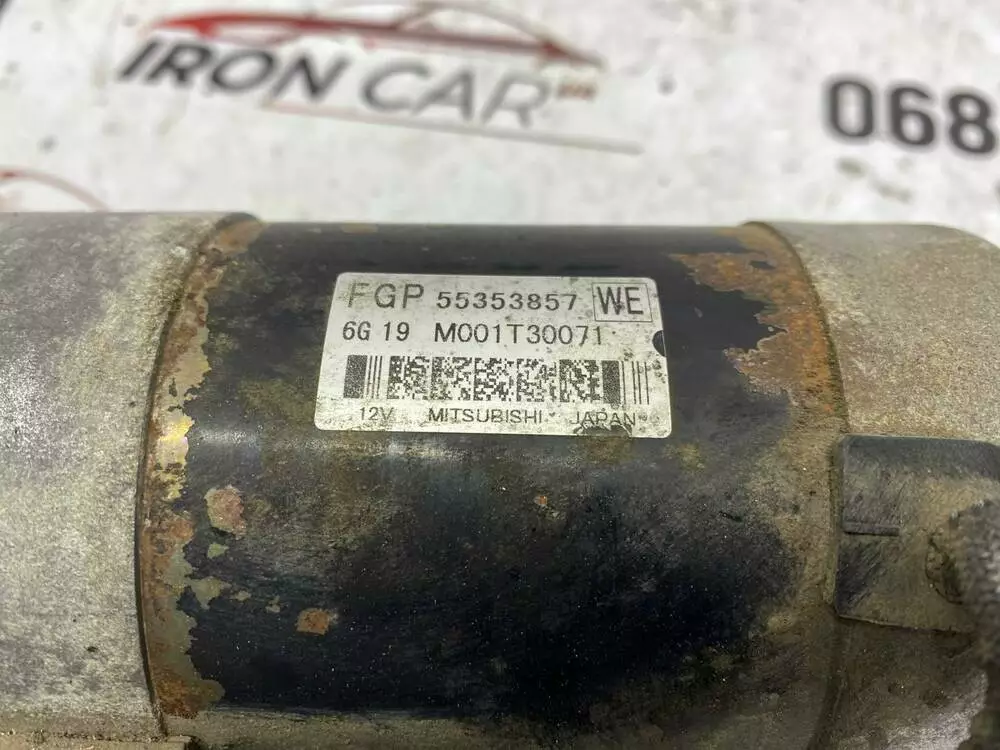 IRON CAR
068
FGP 55353857 WE
6G 19 M001T30071
12V MITSUBISHI JAPAN